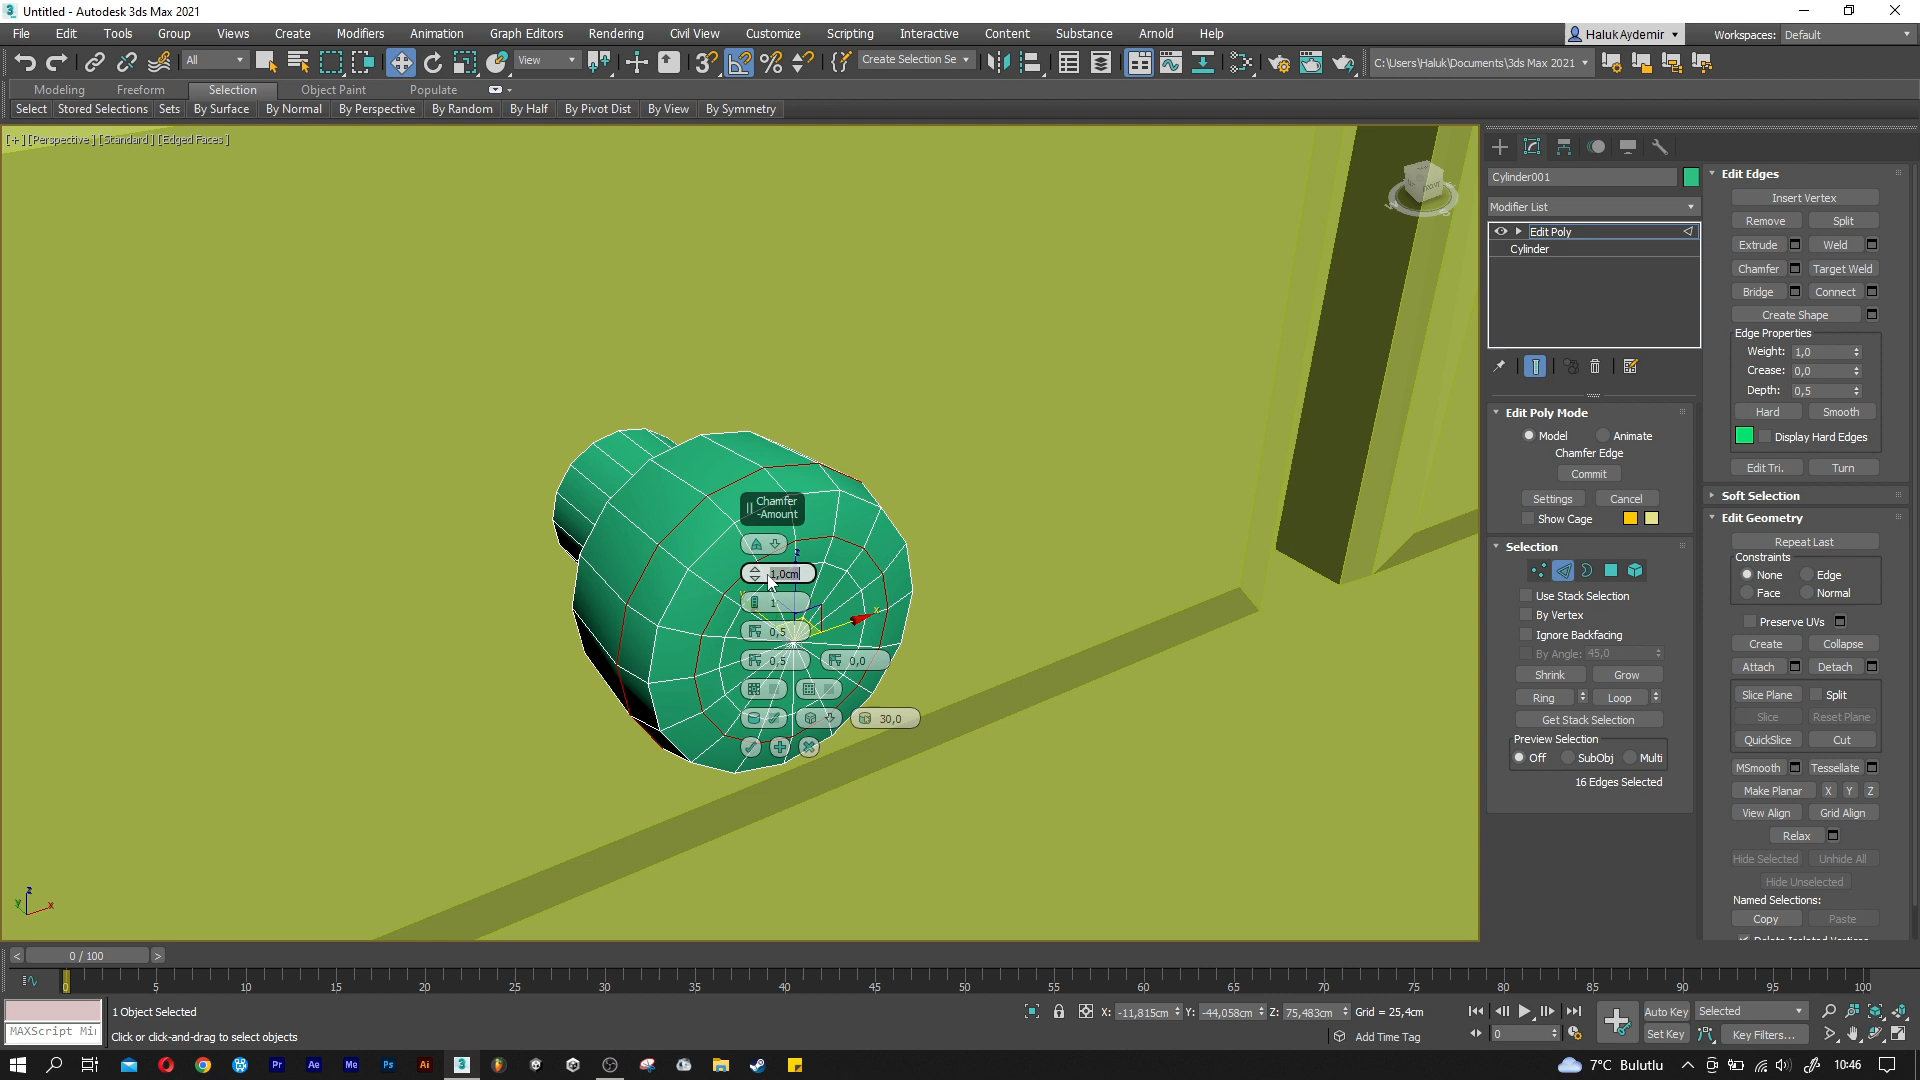 Untitled - Autodesk 3ds Max 2021
File Edit Tools Group Views Create Modifiers Animation Graph Editors Rendering Civil View Customize Scripting Interactive Content Substance Arnold Help
Haluk Aydemir
Workspaces: Default
All
View
Create Selection Se
C:\Users\Haluk\Documents\3ds Max 2021
Modeling Freeform Selection Object Paint Populate
Select Stored Selections Sets By Surface By Normal By Perspective By Random By Half By Pivot Dist By View By Symmetry
[+] [Perspective] [Standard] [Edged Faces]
Chamfer
-Amount
1,0cm
1
0,5
0,5 0,0
30,0
x
z
FRONT
Cylinder001
Modifier List
Edit Poly
Cylinder
Edit Poly Mode
Model Animate
Chamfer Edge
Commit
Settings Cancel
Show Cage
Selection
Use Stack Selection
By Vertex
Ignore Backfacing
By Angle: 45,0
Shrink Grow
Ring Loop
Get Stack Selection
Preview Selection
Off SubObj Multi
16 Edges Selected
Edit Edges
Insert Vertex
Remove Split
Extrude Weld
Chamfer Target Weld
Bridge Connect
Create Shape
Edge Properties
Weight: 1,0
Crease: 0,0
Depth: 0,5
Hard Smooth
Display Hard Edges
Edit Tri. Turn
Soft Selection
Edit Geometry
Repeat Last
Constraints
None Edge
Face Normal
Preserve UVs
Create Collapse
Attach Detach
Slice Plane Split
Slice Reset Plane
QuickSlice Cut
MSmooth Tessellate
Make Planar X Y Z
View Align Grid Align
Relax
Hide Selected Unhide All
Hide Unselected
Named Selections:
Copy Paste
Delete Isolated Vertices
z
y x
< 0 / 100 >
0 5 10 15 20 25 30 35 40 45 50 55 60 65 70 75 80 85 90 95 100
1 Object Selected
MAXScript Mi
Click or click-and-drag to select objects
X: -11,815cm Y: -44,058cm Z: 75,483cm Grid = 25,4cm
Add Time Tag
0
Auto Key Selected
Set Key Key Filters...
Pr Ae Me Ps Ai 3
7°C Bulutlu
10:46